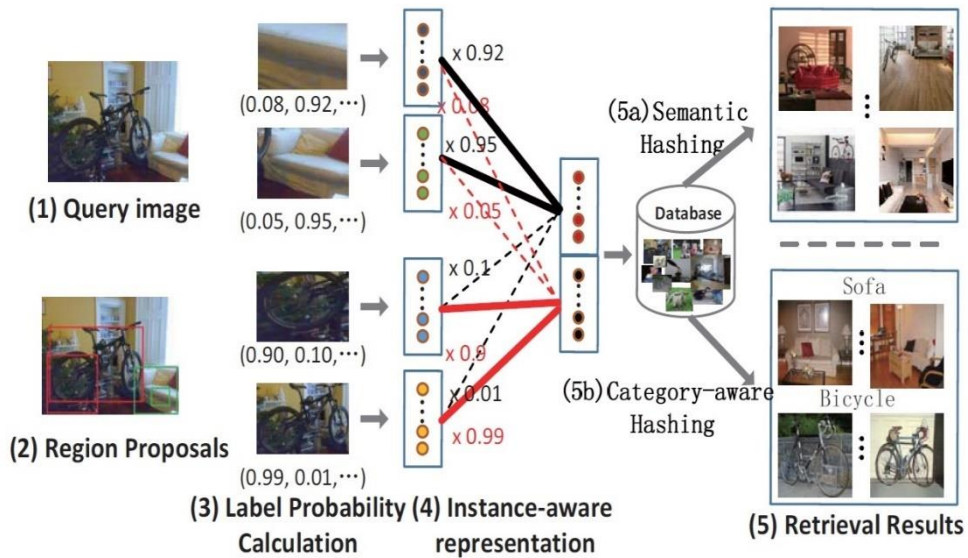 (1) Query image
(2) Region Proposals
(0.08, 0.92,⋯)
(0.05, 0.95,⋯)
(0.90, 0.10,⋯)
(0.99, 0.01,⋯)
(3) Label Probability
Calculation
x 0.92
x 0.08
x 0.95
x 0.05
x 0.1
x 0.9
x 0.01
x 0.99
(4) Instance-aware
representation
Database
(5a)Semantic
Hashing
(5b)Category-aware
Hashing
Sofa
Bicycle
(5) Retrieval Results